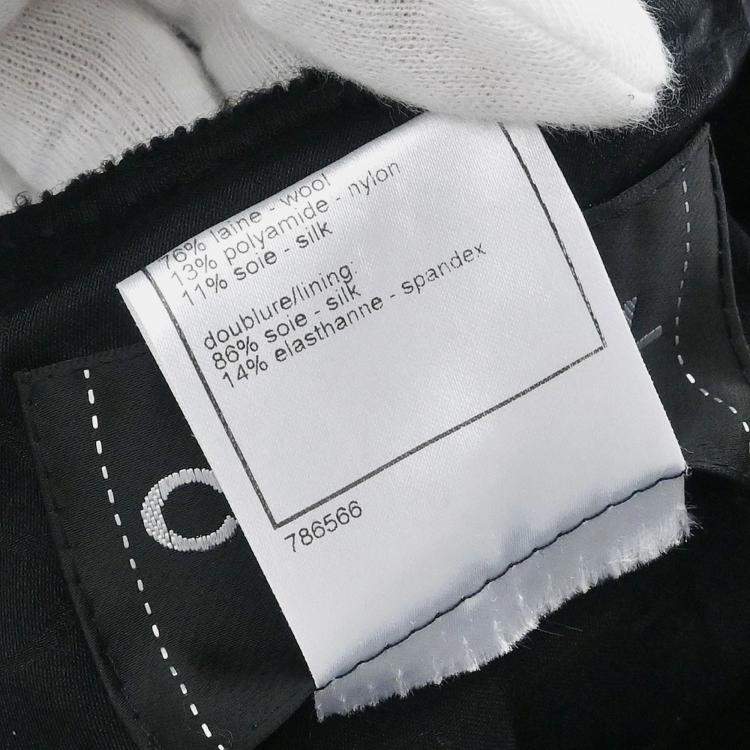 76% laine - wool
13% polyamide - nylon
11% soie - silk
doublure/lining:
86% soie - silk
14% elasthanne - spandex
786566
C